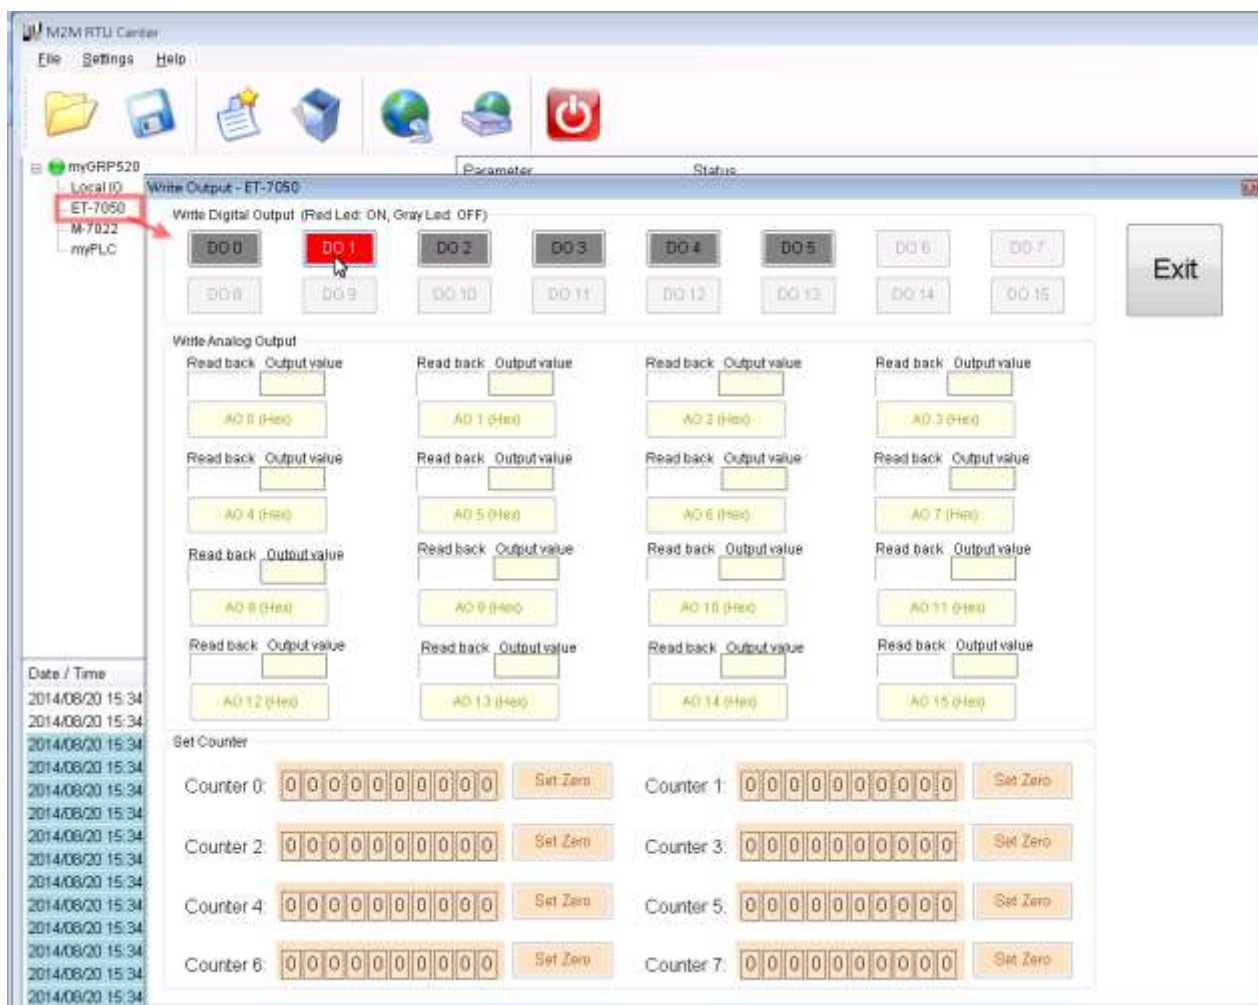 M2M RTU Center
File Settings Help
myGRP520
Parameter Status
Local IO
Write Output - ET-7050
ET-7050
Write Digital Output (Red Led: ON, Gray Led: OFF)
M-7022
DO 0 DO 1 DO 2 DO 3 DO 4 DO 5 DO 6 DO 7
myPLC
Exit
DO 8 DO 9 DO 10 DO 11 DO 12 DO 13 DO 14 DO 15
Write Analog Output
Read back Output value Read back Output value Read back Output value Read back Output value
AO 0 (Hex) AO 1 (Hex) AO 2 (Hex) AO 3 (Hex)
Read back Output value Read back Output value Read back Output value Read back Output value
AO 4 (Hex) AO 5 (Hex) AO 6 (Hex) AO 7 (Hex)
Read back Output value Read back Output value Read back Output value Read back Output value
AO 8 (Hex) AO 9 (Hex) AO 10 (Hex) AO 11 (Hex)
Read back Output value Read back Output value Read back Output value Read back Output value
AO 12 (Hex) AO 13 (Hex) AO 14 (Hex) AO 15 (Hex)
Date / Time
2014/08/20 15:34
2014/08/20 15:34
2014/08/20 15:34
2014/08/20 15:34
2014/08/20 15:34
2014/08/20 15:34
2014/08/20 15:34
2014/08/20 15:34
2014/08/20 15:34
2014/08/20 15:34
2014/08/20 15:34
2014/08/20 15:34
2014/08/20 15:34
2014/08/20 15:34
Set Counter
Counter 0: 0 0 0 0 0 0 0 0 0 0 Set Zero Counter 1: 0 0 0 0 0 0 0 0 0 0 Set Zero
Counter 2: 0 0 0 0 0 0 0 0 0 0 Set Zero Counter 3: 0 0 0 0 0 0 0 0 0 0 Set Zero
Counter 4: 0 0 0 0 0 0 0 0 0 0 Set Zero Counter 5: 0 0 0 0 0 0 0 0 0 0 Set Zero
Counter 6: 0 0 0 0 0 0 0 0 0 0 Set Zero Counter 7: 0 0 0 0 0 0 0 0 0 0 Set Zero